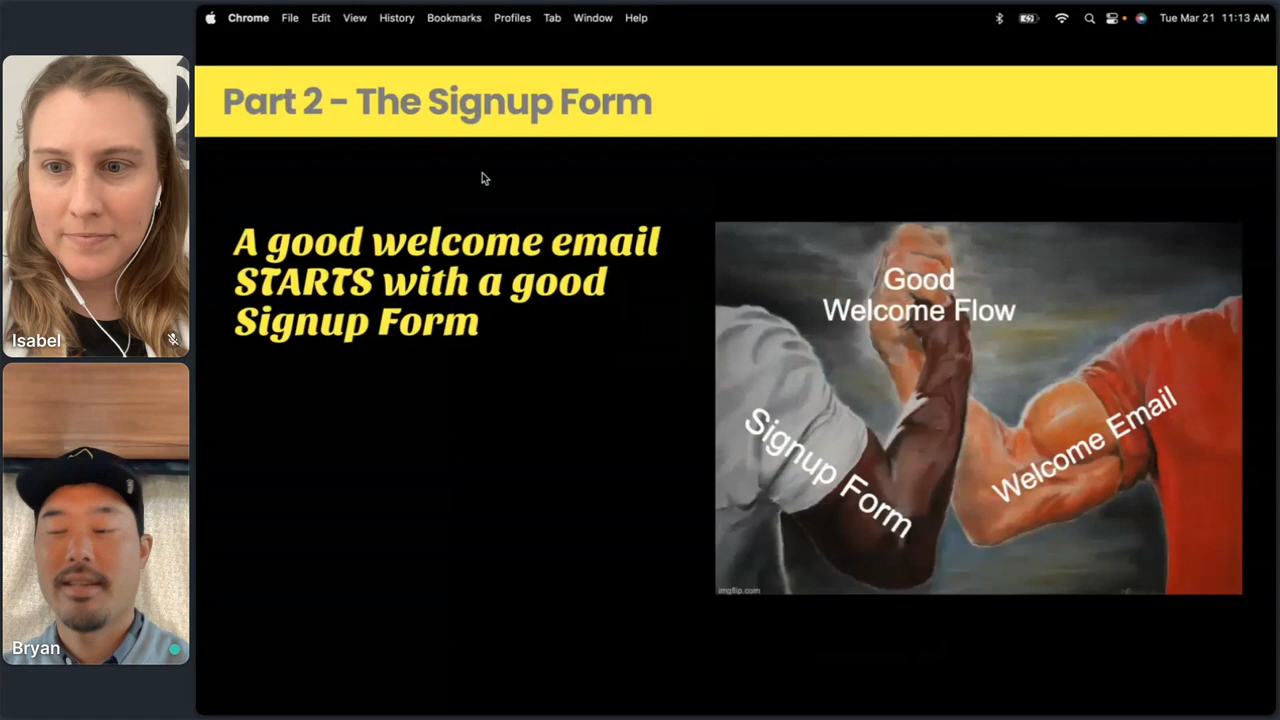 Chrome File Edit View History Bookmarks Profiles Tab Window Help
Tue Mar 21 11:13 AM
Part 2 - The Signup Form
A good welcome email
STARTS with a good
Signup Form
Good
Welcome Flow
Signup Form
Welcome Email
imgflip.com
Isabel
Bryan